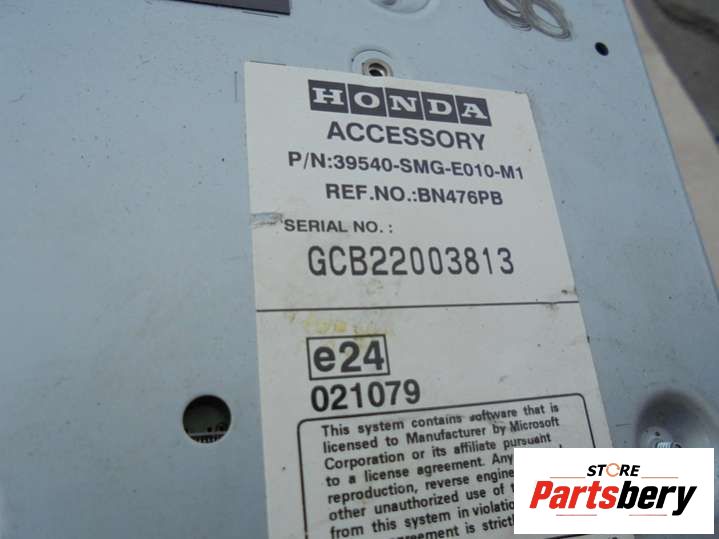 HONDA
ACCESSORY
P/N:39540-SMG-E010-M1
REF.NO.:BN476PB
SERIAL NO. :
GCB22003813
e24
021079
This system contains software that is
licensed to Manufacturer by Microsoft
Corporation or its affiliate pursuant
to a license agreement. Any
reproduction, reverse engine
other unauthorized use of
from this system in violation
agreement is strict
STORE
Partsbery